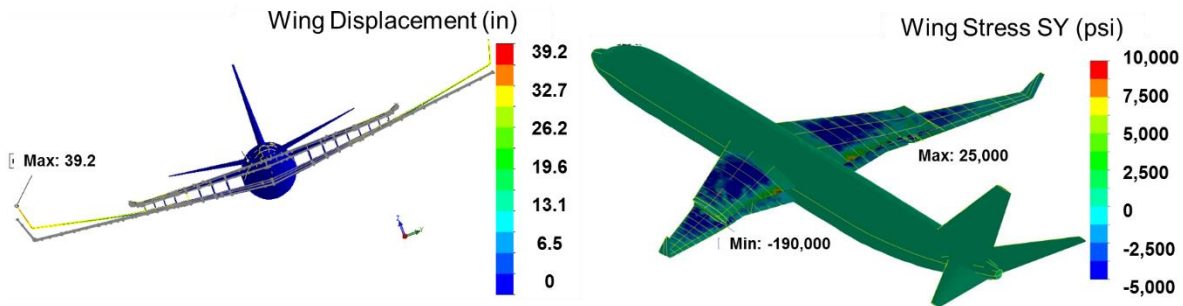 Wing Displacement (in)
39.2
32.7
26.2
19.6
13.1
6.5
0
Max: 39.2
Wing Stress SY (psi)
10,000
7,500
5,000
2,500
0
-2,500
-5,000
Max: 25,000
Min: -190,000